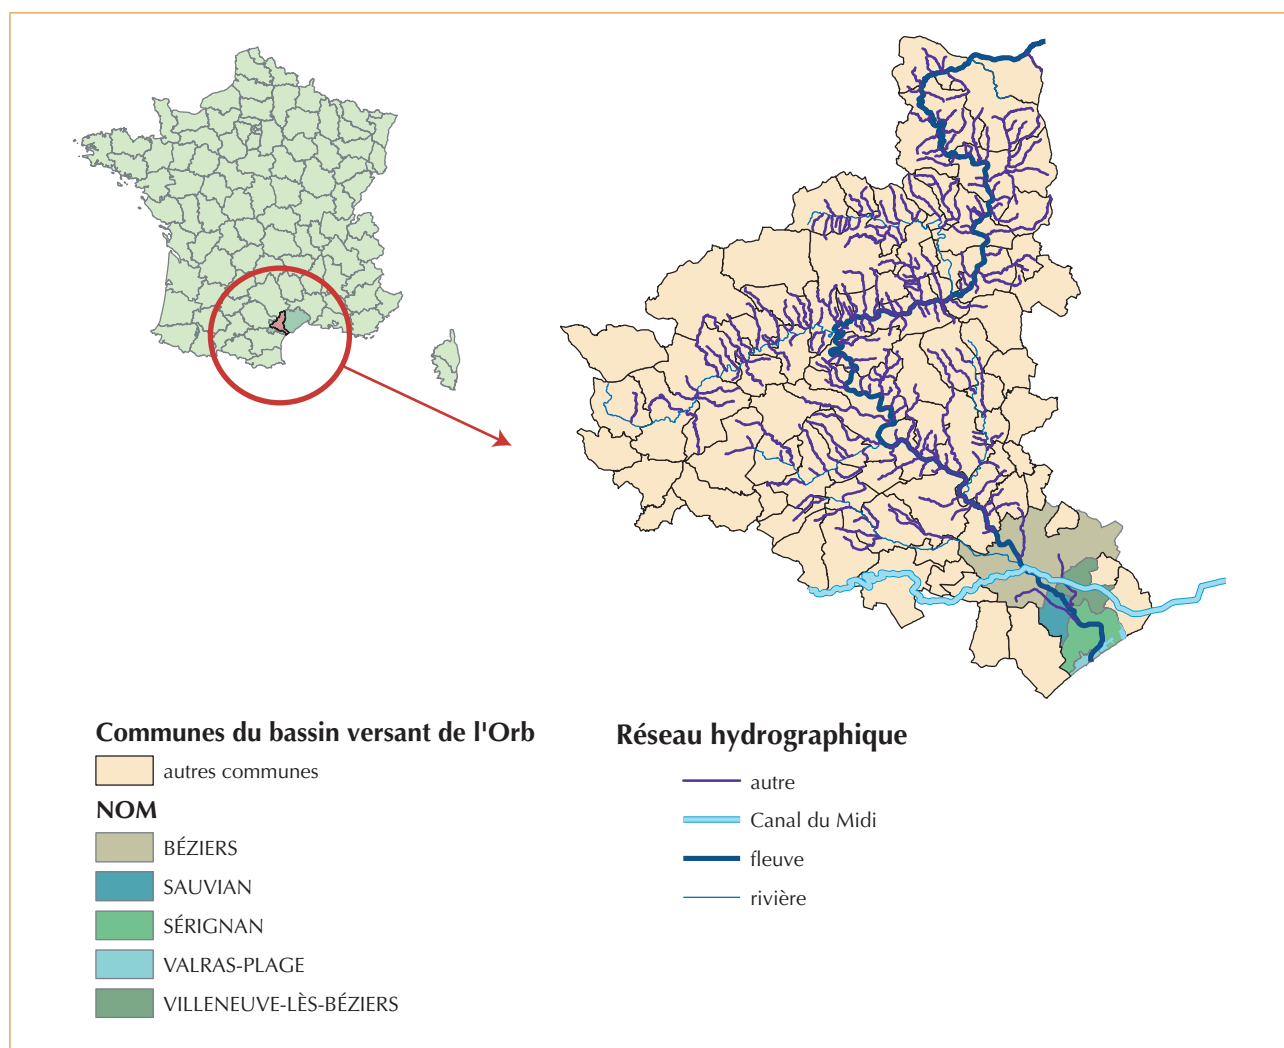 Communes du bassin versant de l'Orb
autres communes
NOM
BÉZIERS
SAUVIAN
SÉRIGNAN
VALRAS-PLAGE
VILLENEUVE-LÈS-BÉZIERS
Réseau hydrographique
autre
Canal du Midi
fleuve
rivière